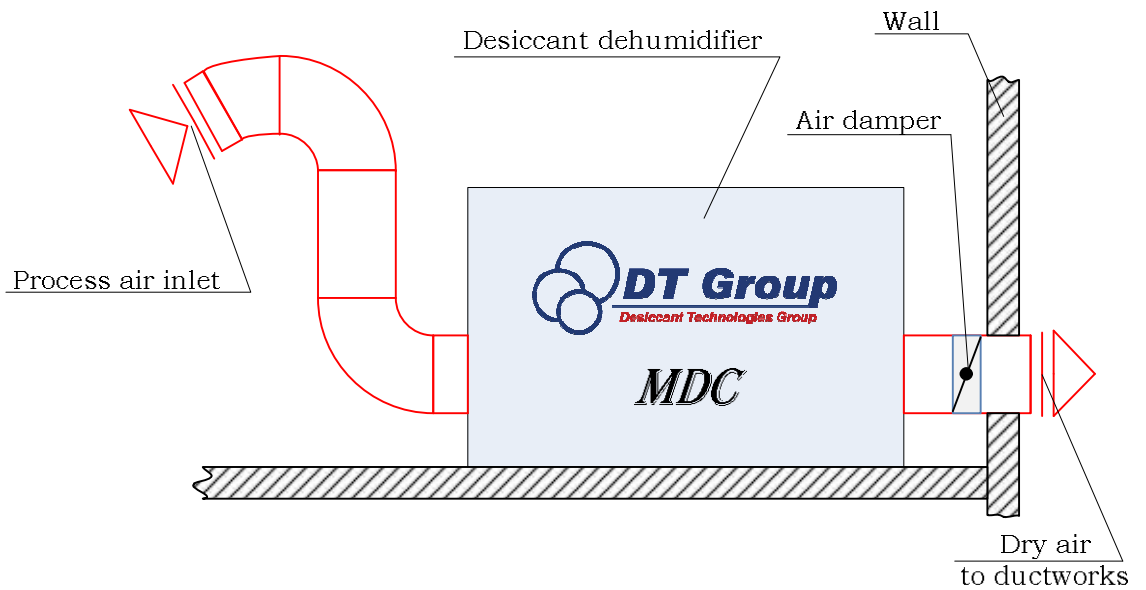 Wall
Desiccant dehumidifier
Air damper
Process air inlet
DT Group
Desiccant Technologies Group
MDC
Dry air
to ductworks